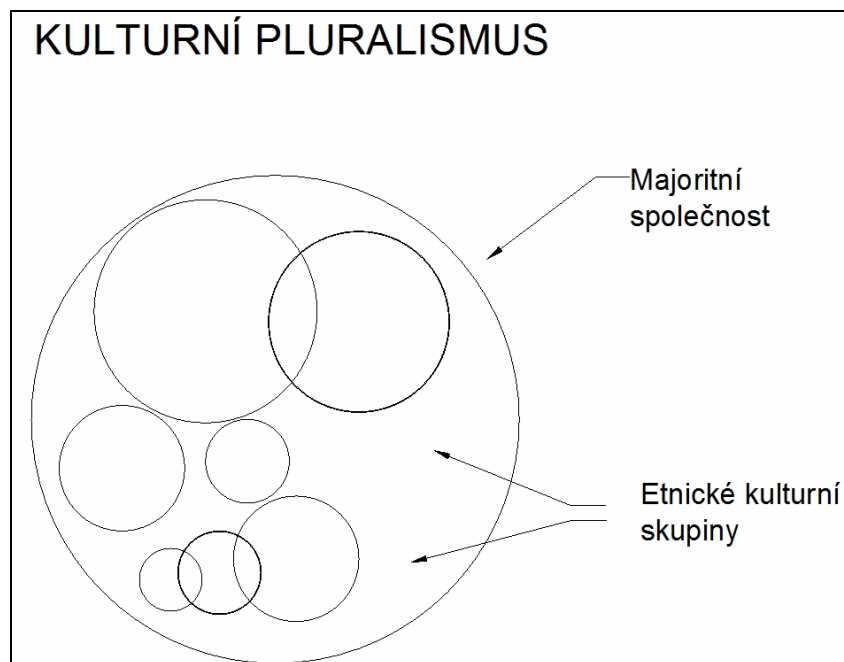 KULTURNÍ PLURALISMUS
Majoritní
společnost
Etnické kulturní
skupiny